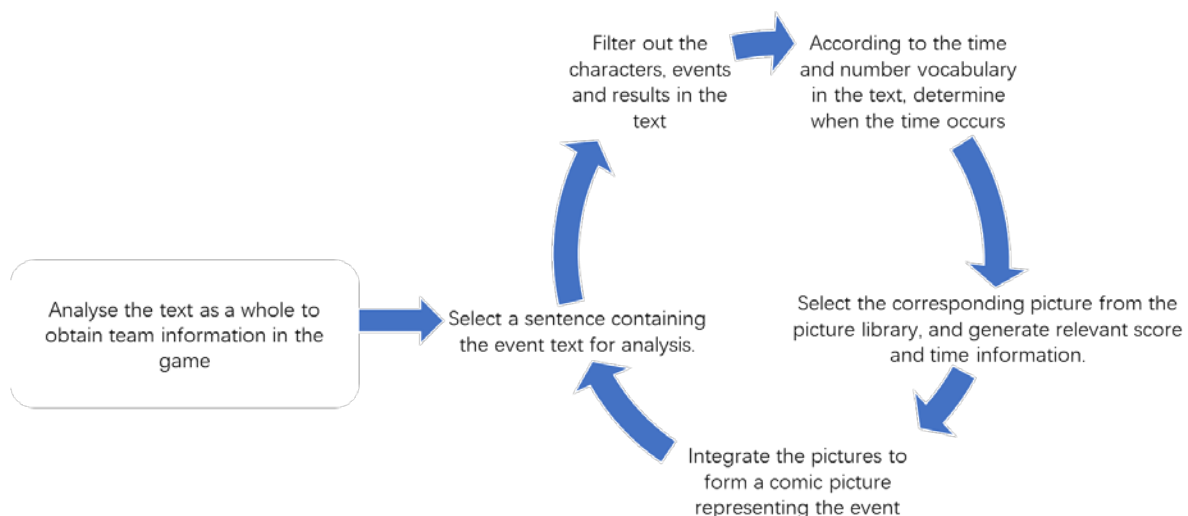 Analyse the text as a whole to
obtain team information in the
game
Select a sentence containing
the event text for analysis.
Filter out the
characters, events
and results in the
text
According to the time
and number vocabulary
in the text, determine
when the time occurs
Select the corresponding picture from the
picture library, and generate relevant score
and time information.
Integrate the pictures to
form a comic picture
representing the event